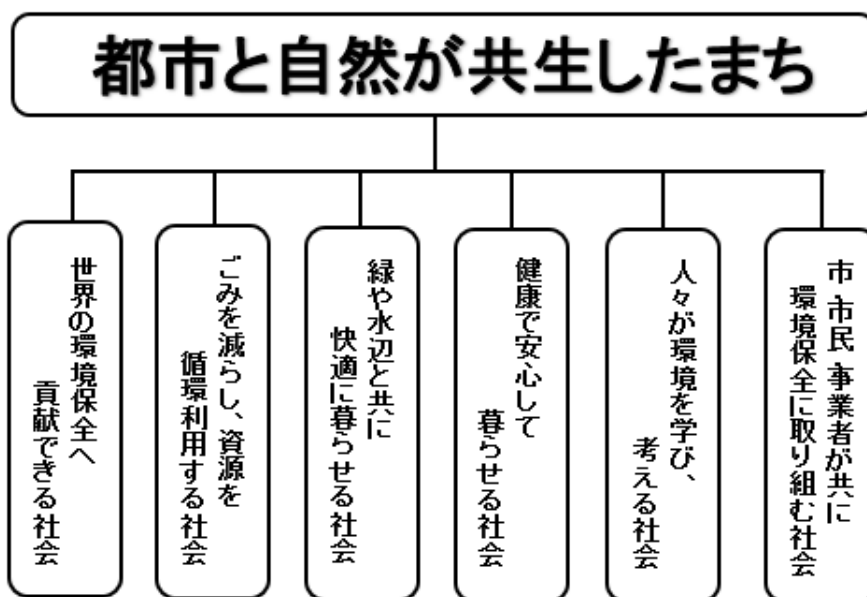 都市と自然が共生したまち
世界の環境保全へ
貢献できる社会
ごみを減らし、資源を
循環利用する社会
緑や水辺と共に
快適に暮らせる社会
健康で安心して
暮らせる社会
人々が環境を学び、
考える社会
市・市民・事業者が共に
環境保全に取り組む社会